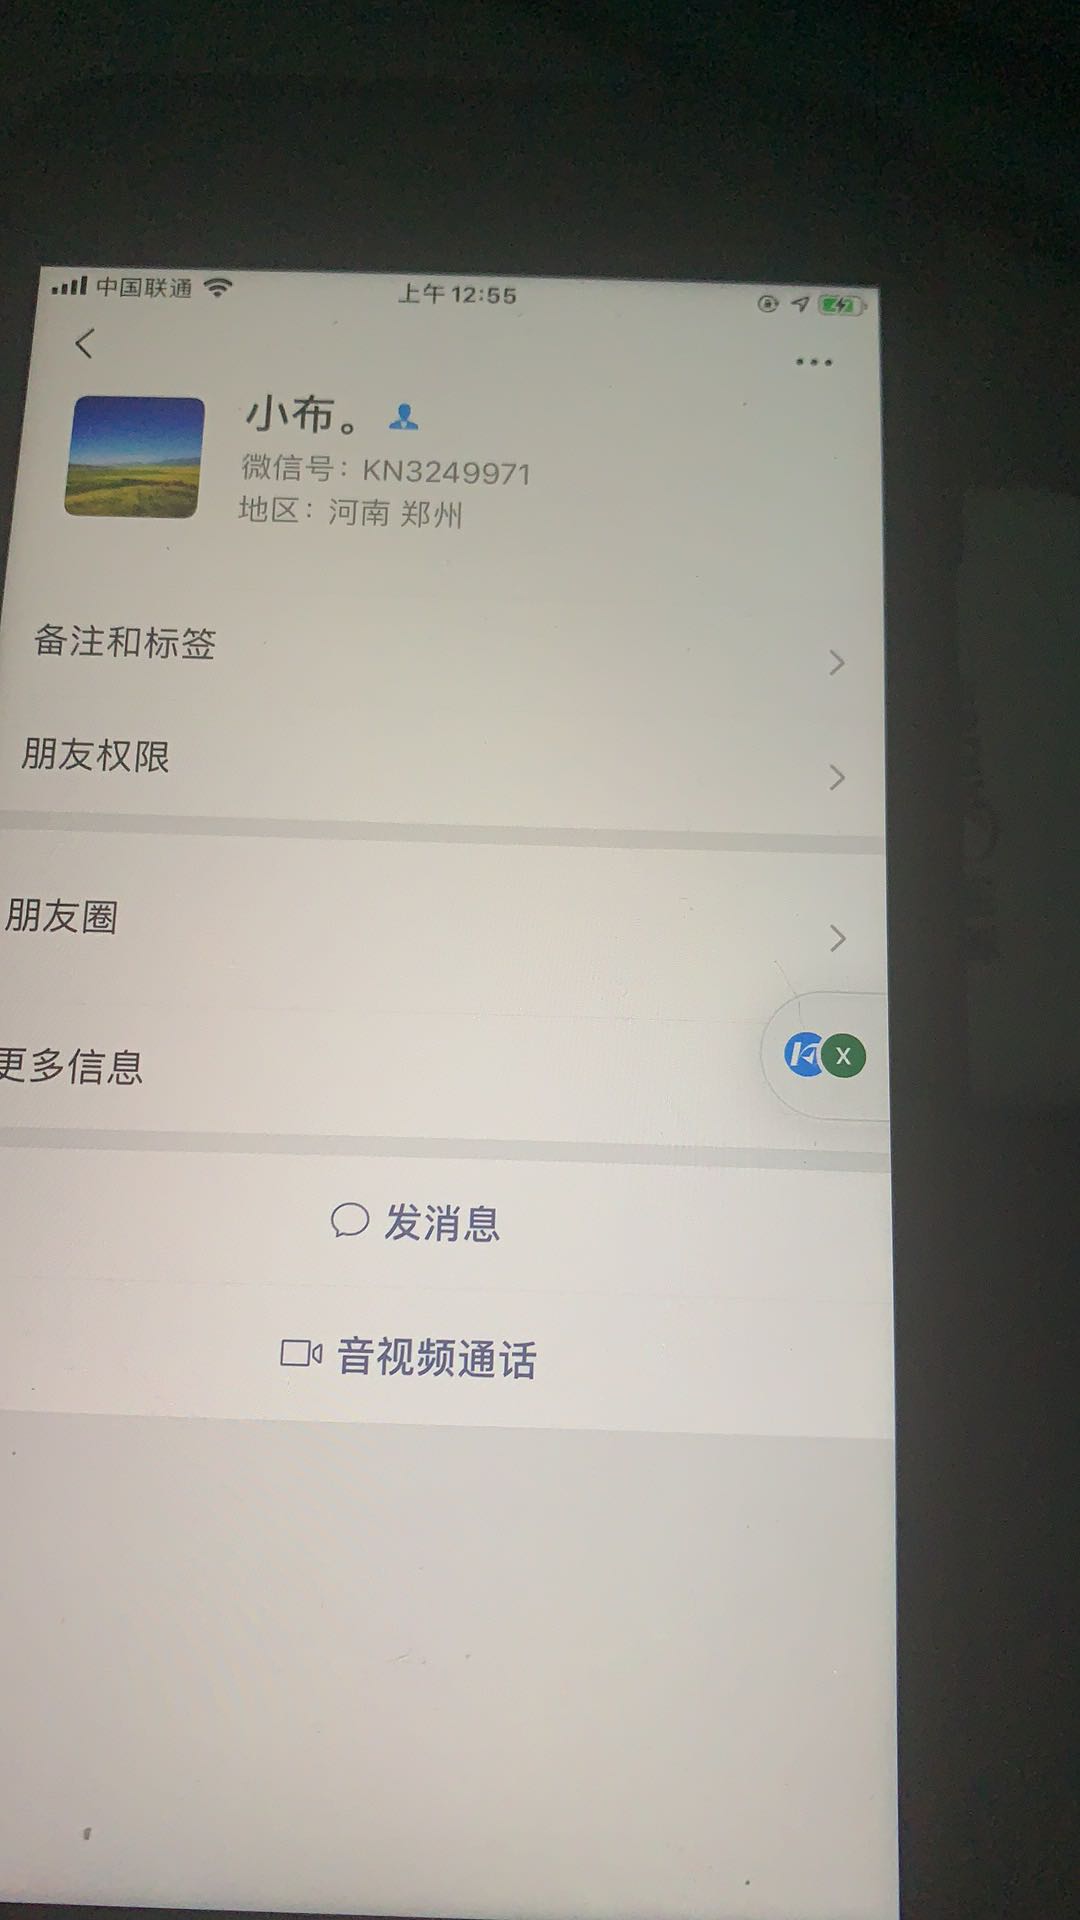 中国联通
上午 12:55
小布。
微信号：KN3249971
地区：河南 郑州
备注和标签
朋友权限
朋友圈
更多信息
X
发消息
音视频通话